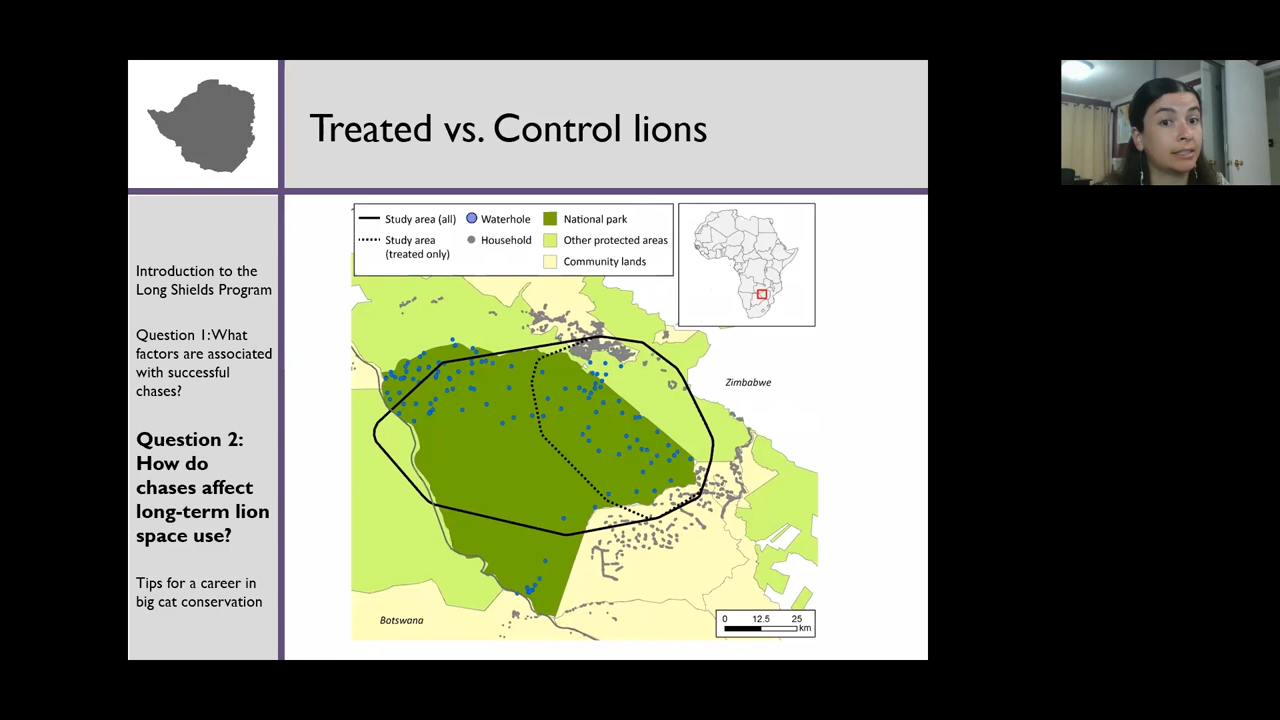 Treated vs. Control lions
Introduction to the
Long Shields Program
Question 1: What
factors are associated
with successful
chases?
Question 2:
How do
chases affect
long-term lion
space use?
Tips for a career in
big cat conservation
Study area (all)
Study area
(treated only)
Waterhole
Household
National park
Other protected areas
Community lands
Zimbabwe
Botswana
0 12.5 25
km